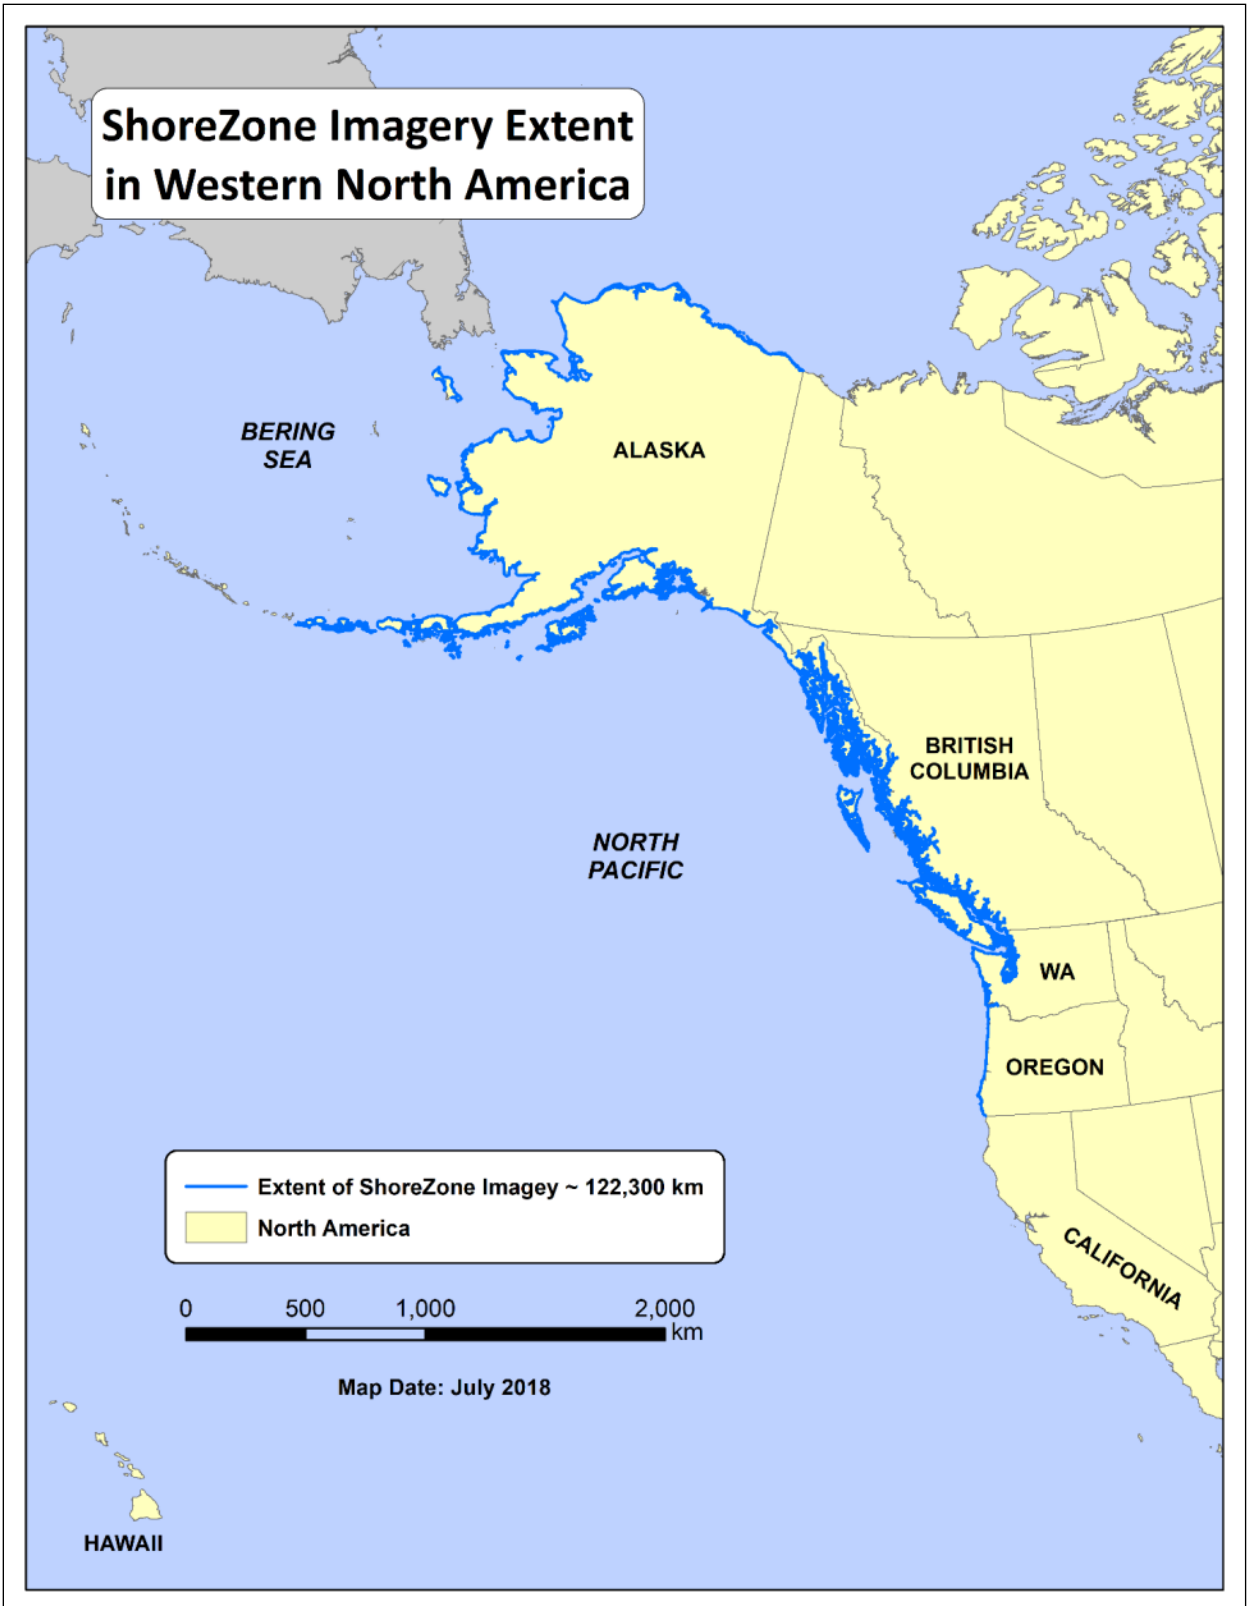 ShoreZone Imagery Extent
in Western North America
BERING
SEA
ALASKA
BRITISH
COLUMBIA
NORTH
PACIFIC
WA
OREGON
CALIFORNIA
Extent of ShoreZone Imagey ~ 122,300 km
North America
0 500 1,000 2,000
km
Map Date: July 2018
HAWAII